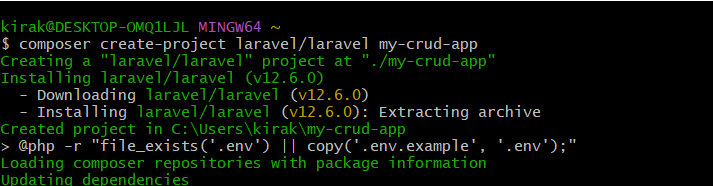 kirak@DESKTOP-OMQ1LJL MINGW64 ~
$ composer create-project laravel/laravel my-crud-app
Creating a "laravel/laravel" project at "./my-crud-app"
Installing laravel/laravel (v12.6.0)
  - Downloading laravel/laravel (v12.6.0)
  - Installing laravel/laravel (v12.6.0): Extracting archive
Created project in C:\Users\kirak\my-crud-app
> @php -r "file_exists('.env') || copy('.env.example', '.env');"
Loading composer repositories with package information
Updating dependencies